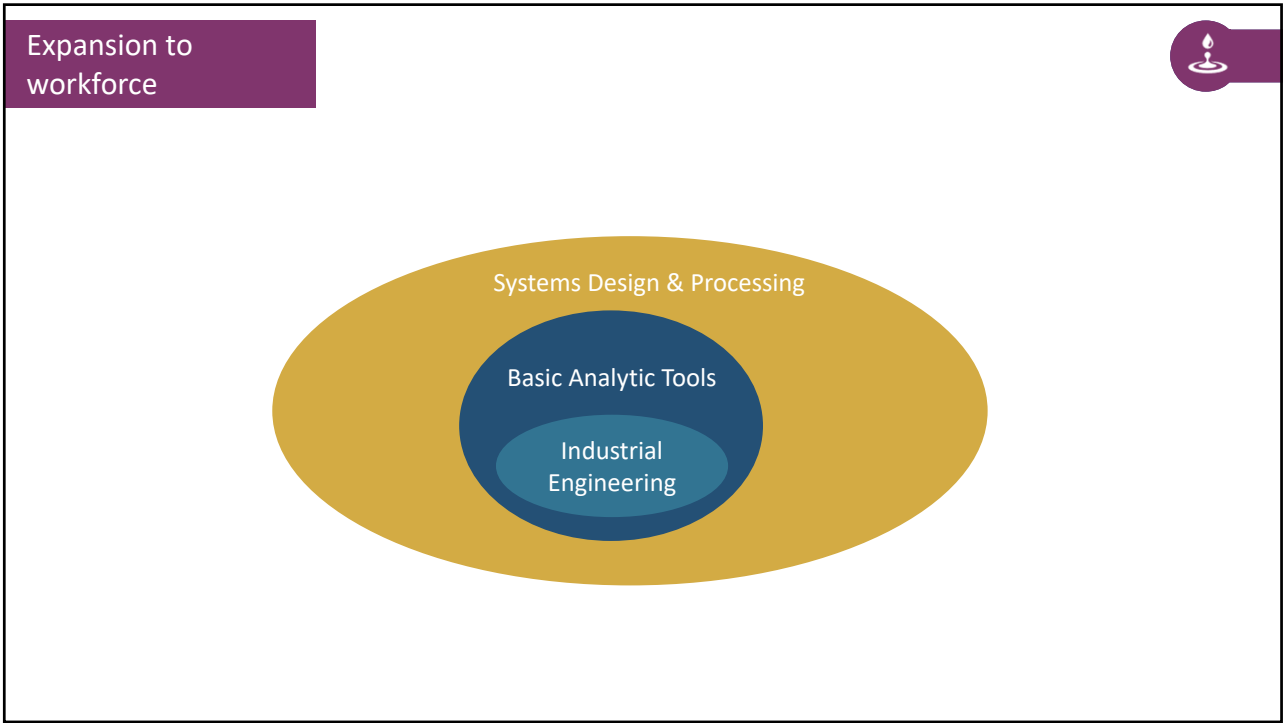 Expansion to
workforce
Systems Design & Processing
Basic Analytic Tools
Industrial
Engineering